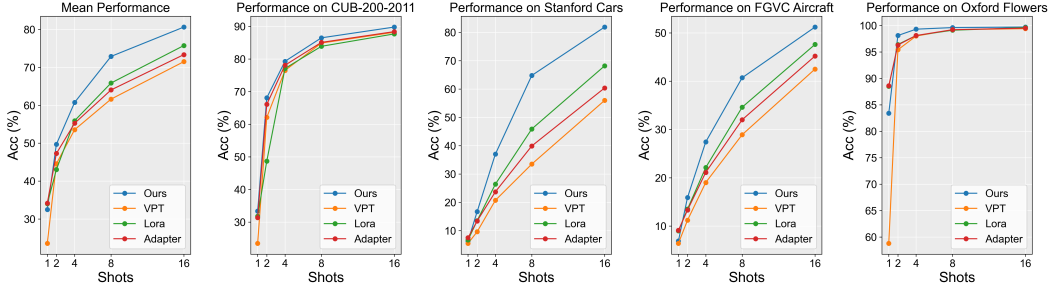 Mean Performance
80
70
60
50
40
30
Acc (%)
1 2 4 8 16
Shots
Ours
VPT
Lora
Adapter
Performance on CUB-200-2011
90
80
70
60
50
40
30
Acc (%)
1 2 4 8 16
Shots
Ours
VPT
Lora
Adapter
Performance on Stanford Cars
80
70
60
50
40
30
20
10
Acc (%)
1 2 4 8 16
Shots
Ours
VPT
Lora
Adapter
Performance on FGVC Aircraft
50
40
30
20
10
Acc (%)
1 2 4 8 16
Shots
Ours
VPT
Lora
Adapter
Performance on Oxford Flowers
100
95
90
85
80
75
70
65
60
Acc (%)
1 2 4 8 16
Shots
Ours
VPT
Lora
Adapter